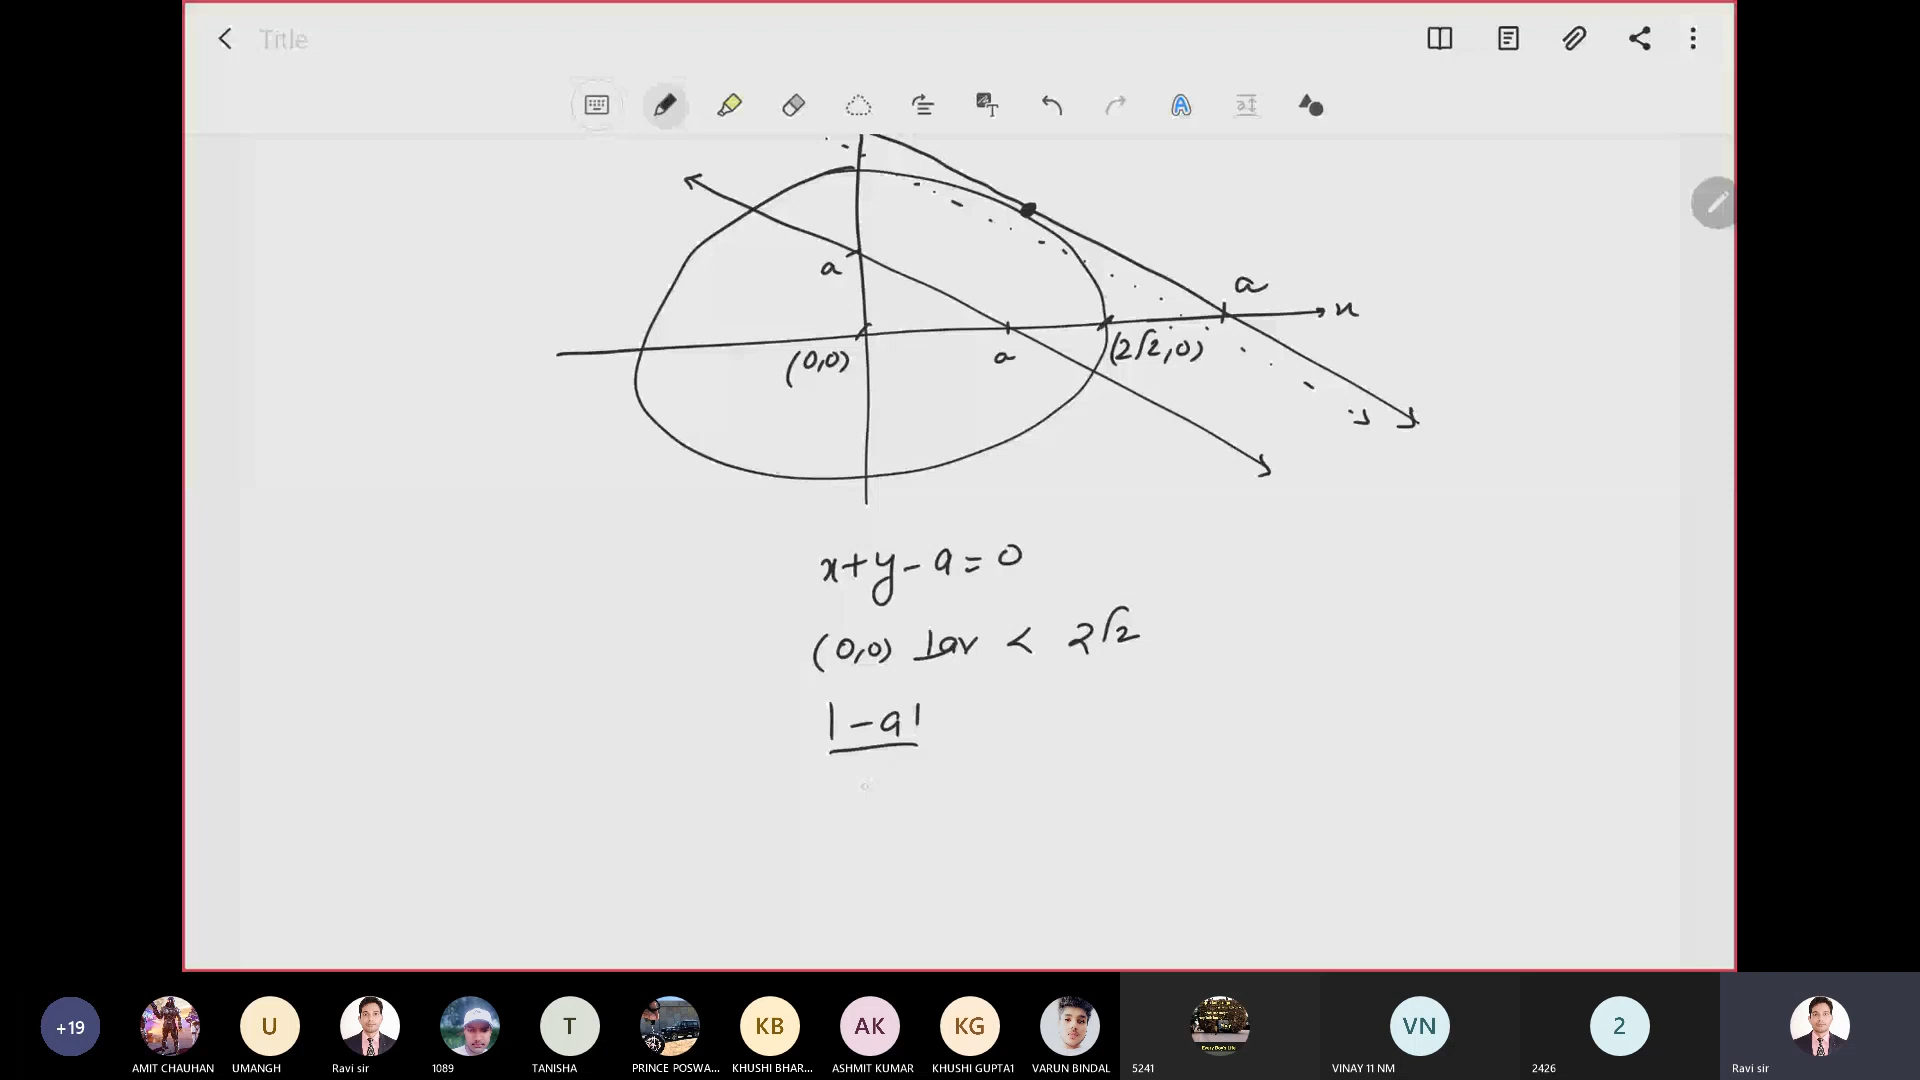 Title
a
a
x
(0,0)
a
(2√2,0)
x+y-a=0
(0,0) ⊥ar < 2√2
|-a|
+19
U
T
KB
AK
KG
VN
2
AMIT CHAUHAN
UMANGH
Ravi sir
1089
TANISHA
PRINCE POSWA...
KHUSHI BHAR...
ASHMIT KUMAR
KHUSHI GUPTA1
VARUN BINDAL
5241
VINAY 11 NM
2426
Ravi sir